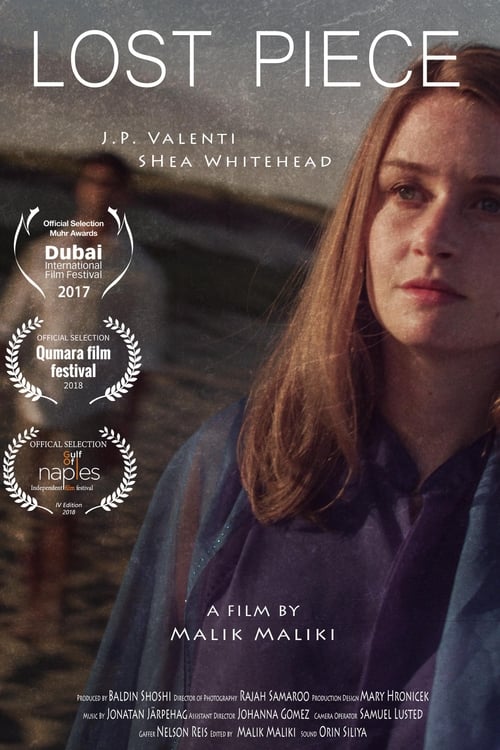 LOST PIECE
J.P. VALENTI
SHEA WHITEHEAD
Official Selection
Muhr Awards
Dubai
International
Film Festival
2017
OFFICIAL SELECTION
Qumara film
festival
2018
OFFICIAL SELECTION
Gulf
Of
naples
Independent film festival
IV Edition
2018
A FILM BY
MALIK MALIKI
PRODUCED BY BALDIN SHOSHI DIRECTOR OF PHOTOGRAPHY RAJAH SAMAROO PRODUCTION DESIGN MARY HRONICEK
MUSIC BY JONATAN JÄRPEHAG ASSISTANT DIRECTOR JOHANNA GOMEZ CAMERA OPERATOR SAMUEL LUSTED
GAFFER NELSON REIS EDITED BY MALIK MALIKI SOUND ORIN SILIYA